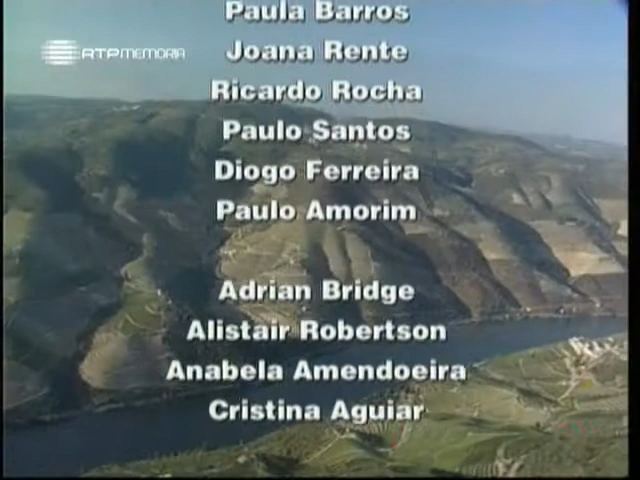 Paula Barros
RTP MEMÓRIA
Joana Rente
Ricardo Rocha
Paulo Santos
Diogo Ferreira
Paulo Amorim
Adrian Bridge
Alistair Robertson
Anabela Amendoeira
Cristina Aguiar